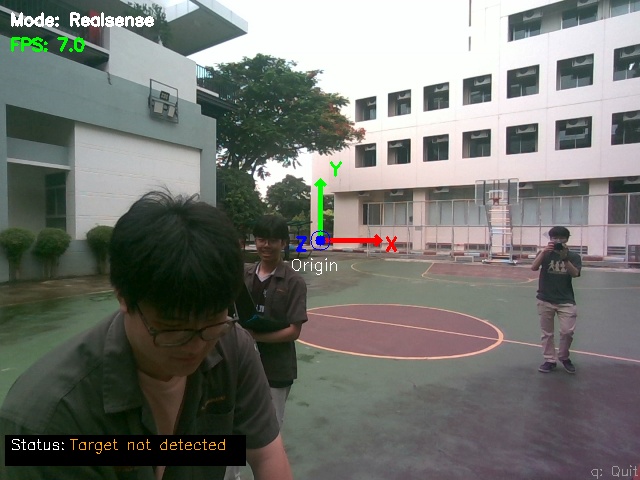 Mode: Realsense
FPS: 7.0
Y
Z
X
Origin
Status: Target not detected
q: Quit